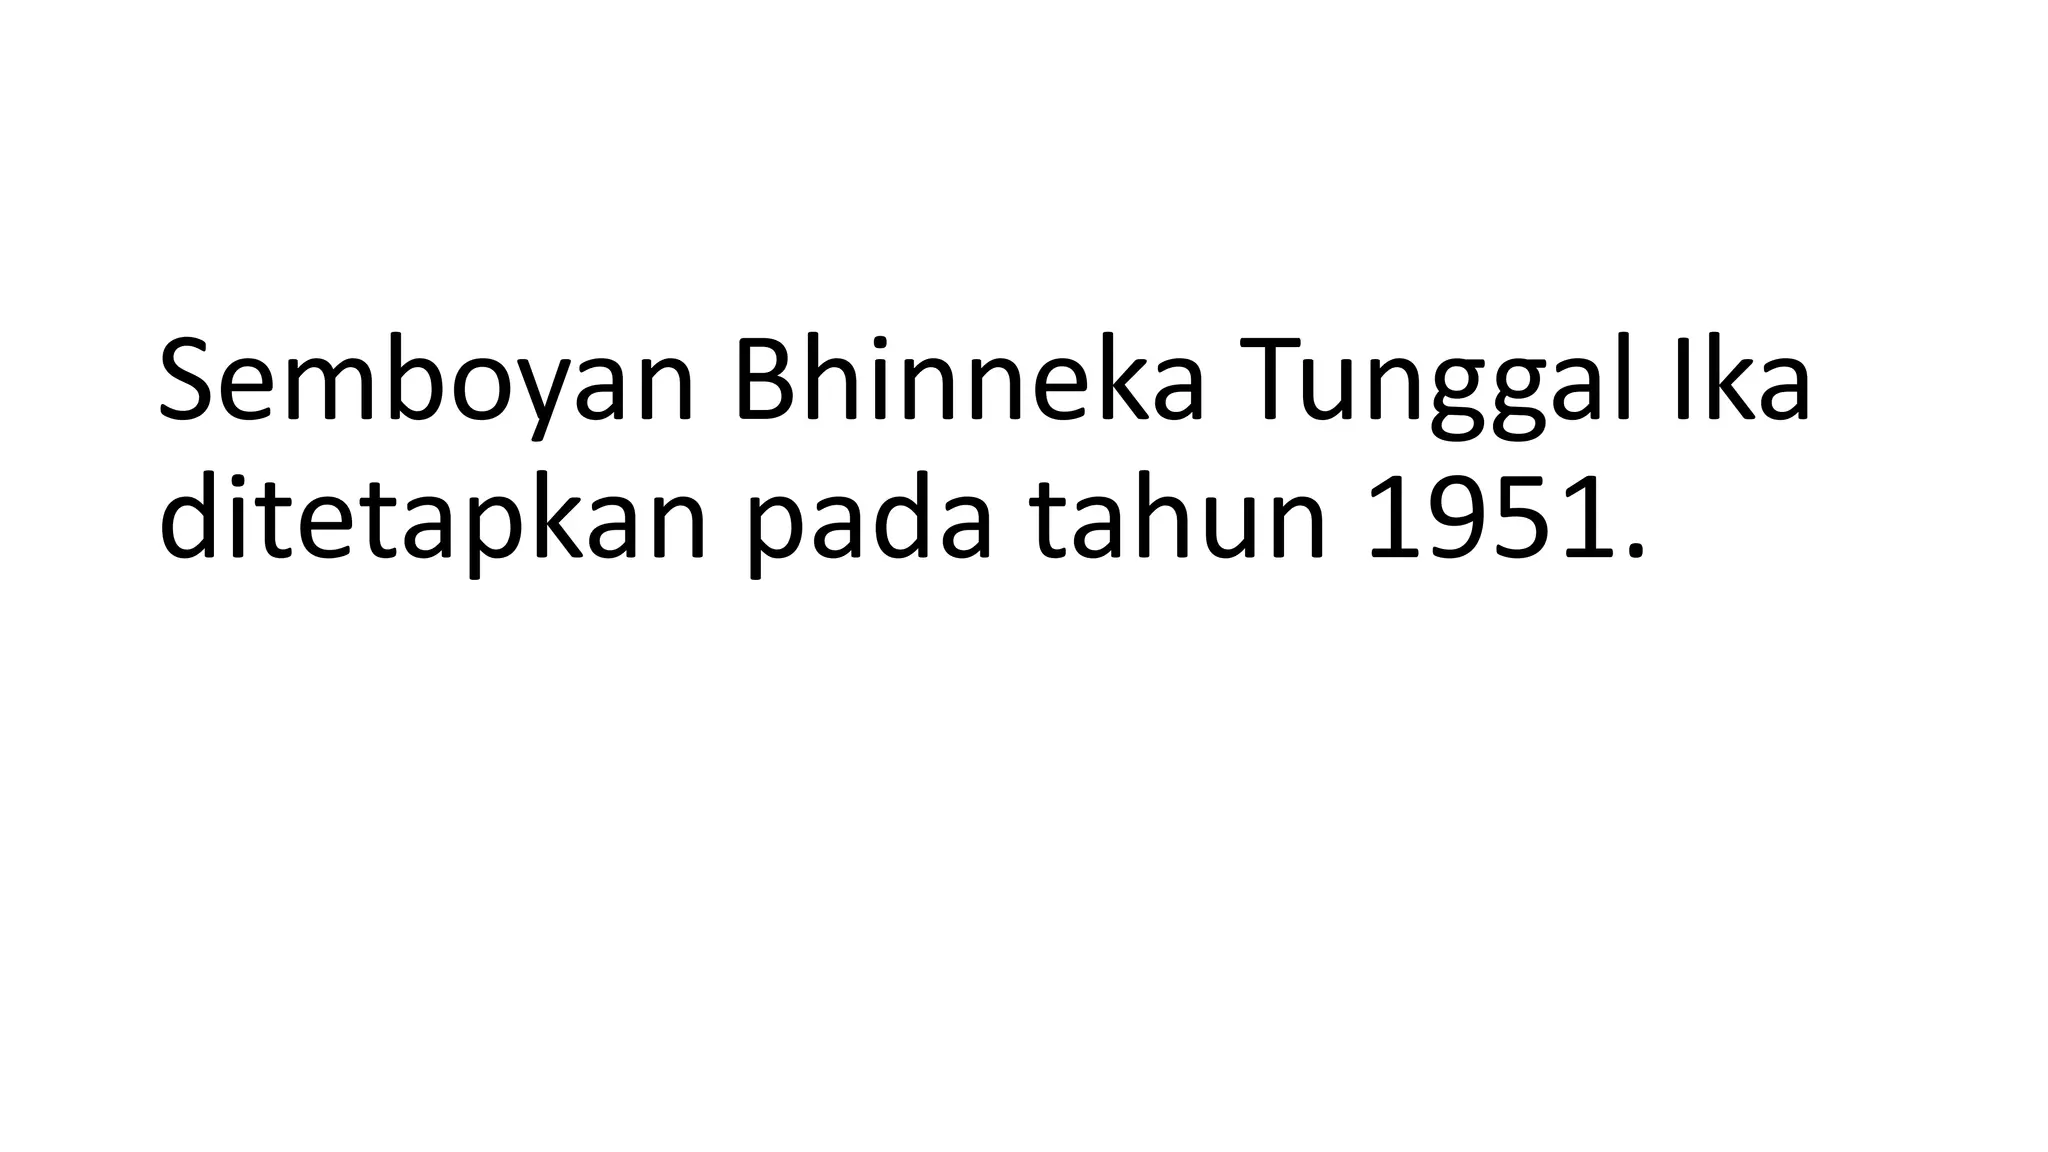 Semboyan Bhinneka Tunggal Ika
ditetapkan pada tahun 1951.